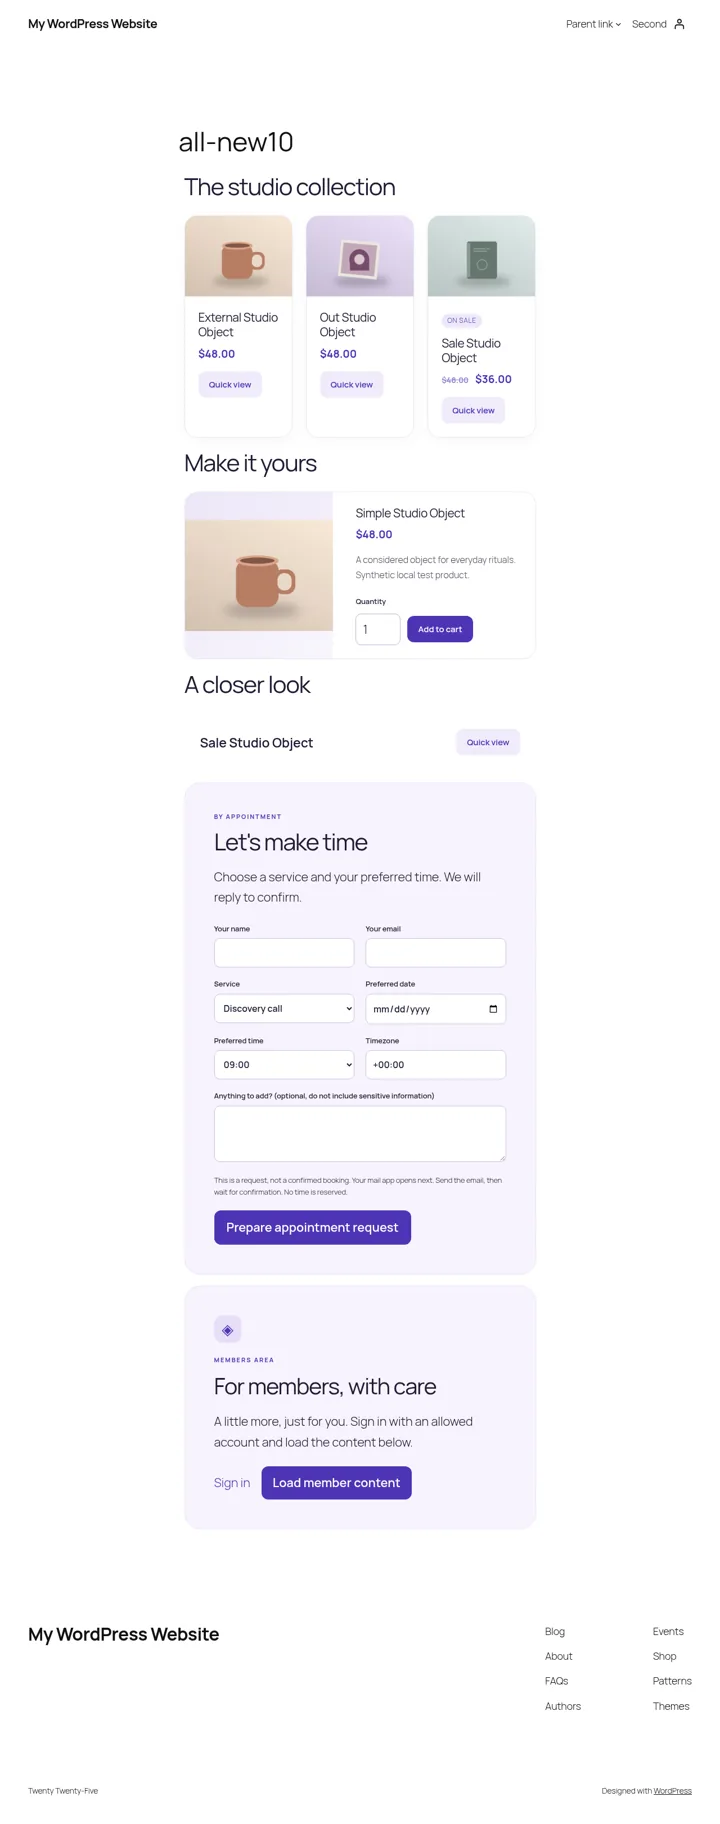 My WordPress Website
Parent link
Second
all-new10
The studio collection
External Studio
Object
$48.00
Quick view
Out Studio
Object
$48.00
Quick view
ON SALE
Sale Studio
Object
$48.00 $36.00
Quick view
Make it yours
Simple Studio Object
$48.00
A considered object for everyday rituals.
Synthetic local test product.
Quantity
1
Add to cart
A closer look
Sale Studio Object
Quick view
BY APPOINTMENT
Let's make time
Choose a service and your preferred time. We will
reply to confirm.
Your name
Your email
Service
Preferred date
Discovery call
mm/dd/yyyy
Preferred time
Timezone
09:00
+00:00
Anything to add? (optional, do not include sensitive information)
This is a request, not a confirmed booking. Your mail app opens next. Send the email, then
wait for confirmation. No time is reserved.
Prepare appointment request
MEMBERS AREA
For members, with care
A little more, just for you. Sign in with an allowed
account and load the content below.
Sign in
Load member content
My WordPress Website
Blog
Events
About
Shop
FAQs
Patterns
Authors
Themes
Twenty Twenty-Five
Designed with WordPress